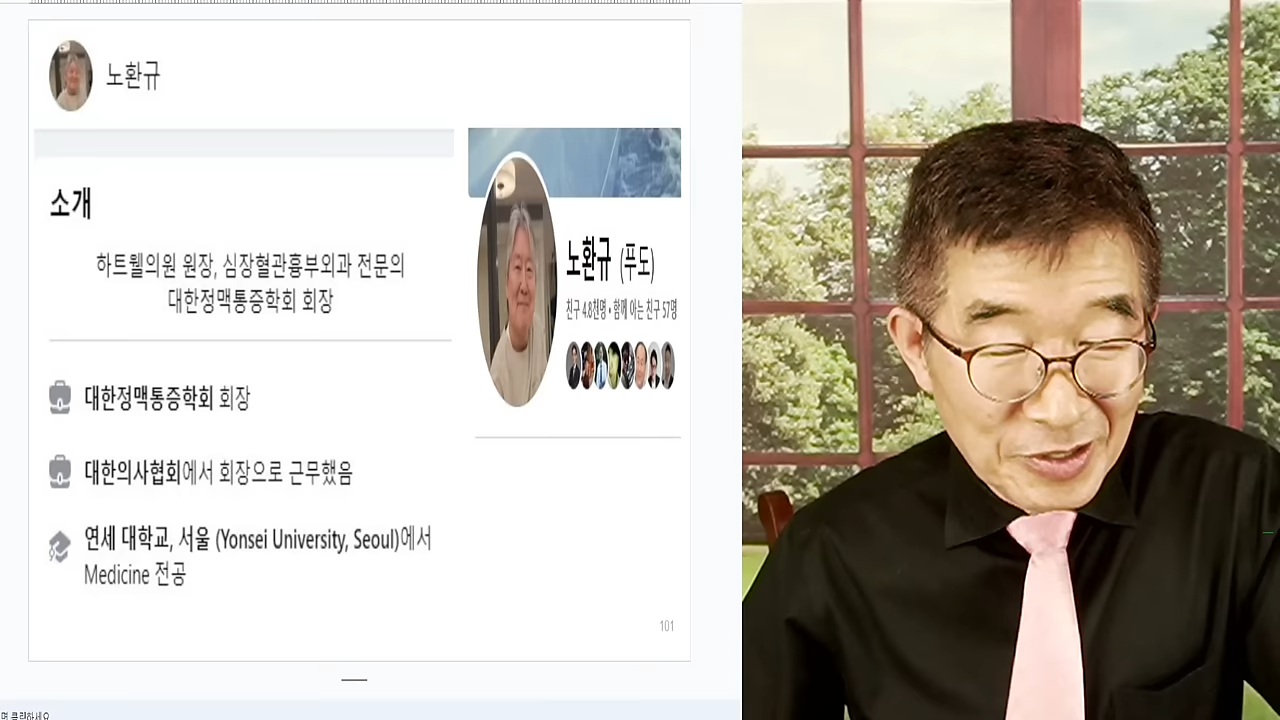 노환규
소개
하트웰의원 원장, 심장혈관흉부외과 전문의
대한정맥통증학회 회장
대한정맥통증학회 회장
대한의사협회에서 회장으로 근무했음
연세 대학교, 서울 (Yonsei University, Seoul)에서
Medicine 전공
노환규 (푸도)
친구 4.8천명 • 함께 아는 친구 57명
101